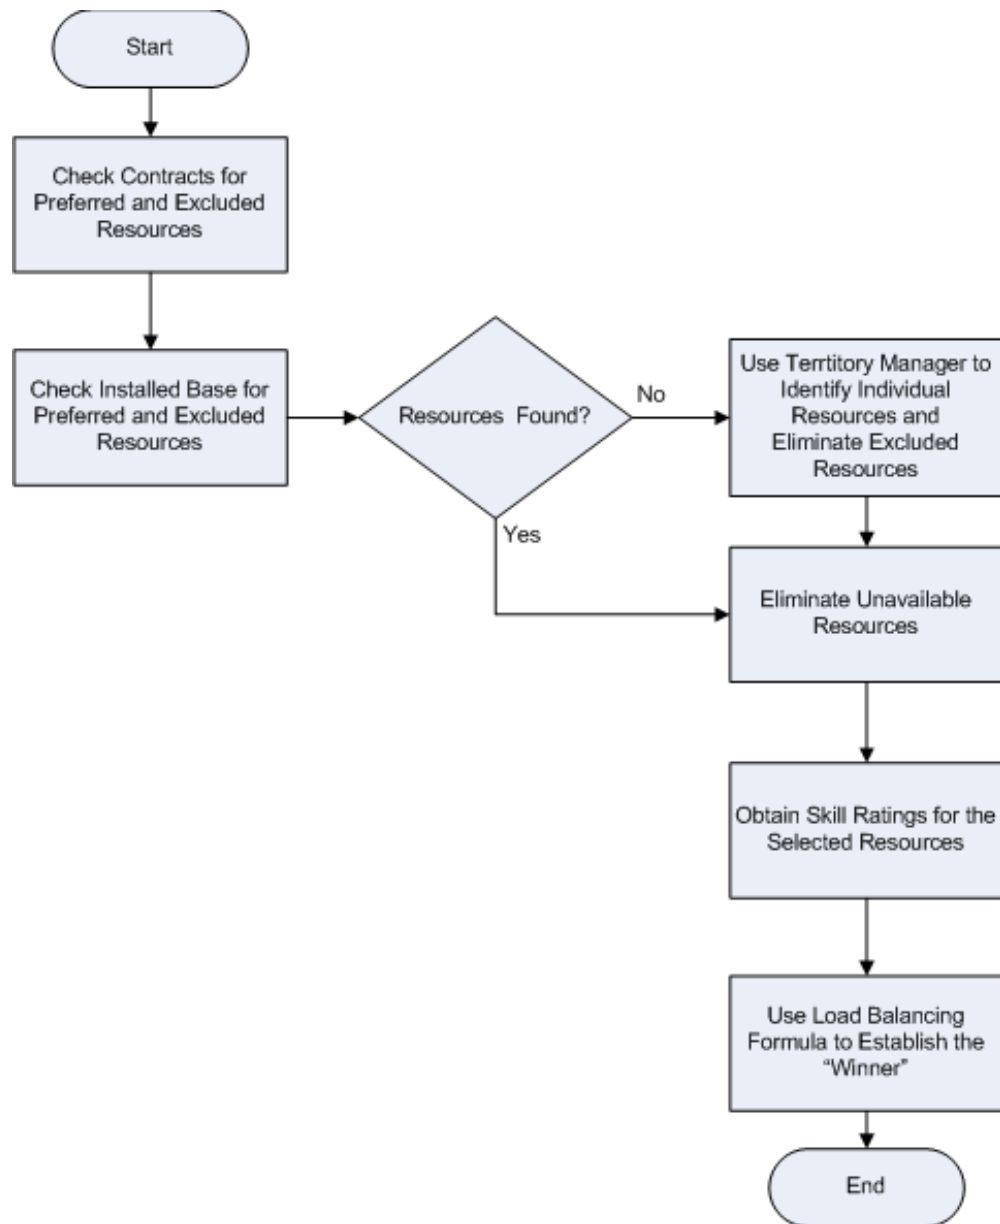 Start
Check Contracts for
Preferred and Excluded
Resources
Check Installed Base for
Preferred and Excluded
Resources
Resources Found?
No
Yes
Use Terrtitory Manager to
Identify Individual
Resources and
Eliminate Excluded
Resources
Eliminate Unavailable
Resources
Obtain Skill Ratings for the
Selected Resources
Use Load Balancing
Formula to Establish the
“Winner”
End